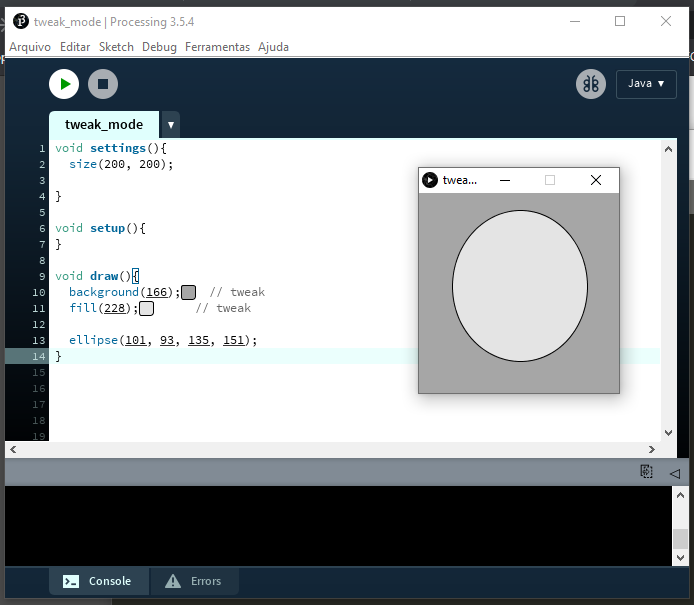 tweak_mode | Processing 3.5.4
Arquivo Editar Sketch Debug Ferramentas Ajuda
Java ▾
tweak_mode ▾
1 void settings(){
2 size(200, 200);
3
4 }
5
6 void setup(){
7 }
8
9 void draw(){
10 background(166); // tweak
11 fill(228); // tweak
12
13 ellipse(101, 93, 135, 151);
14 }
15
16
17
18
19
twea...
Console Errors